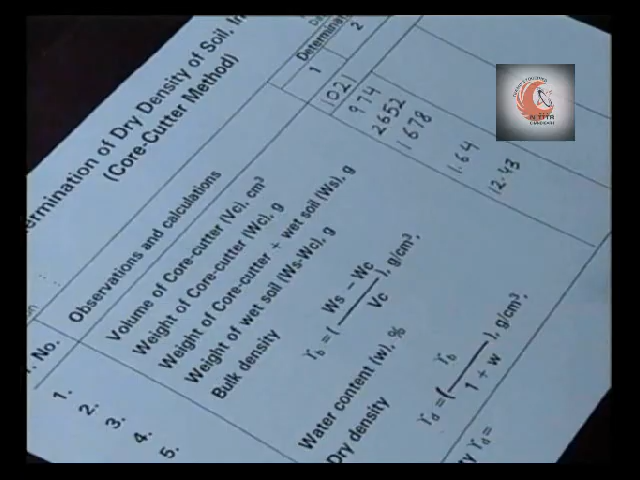 ermination of Dry Density of Soil, In
(Core-Cutter Method)
Determinat
1 2
. No. Observations and calculations
1. Volume of Core-cutter (Vc), cm³ 1021
2. Weight of Core-cutter (Wc), g 974
3. Weight of Core-cutter + wet soil (Ws), g 2652
4. Weight of wet soil (Ws-Wc), g 1678
5. Bulk density
γb = ( Ws − Wc / Vc ), g/cm³, 1.64
Water content (w), % 12.43
Dry density
γd = ( γb / 1 + w ), g/cm³,
γd =